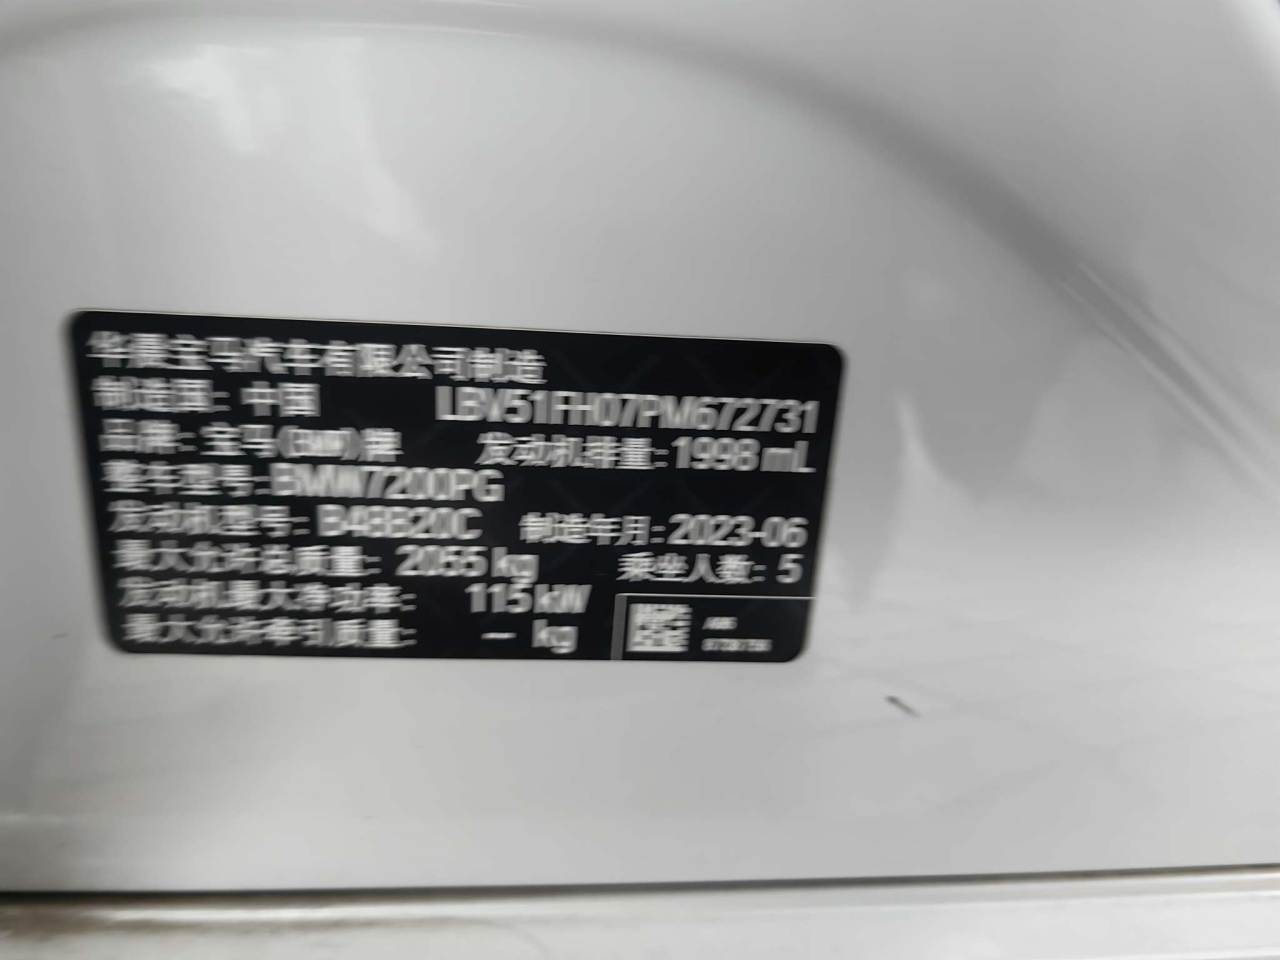 华晨宝马汽车有限公司制造
制造国: 中国 LBV51FH07PM672731
品牌: 宝马(BMW)牌 发动机排量: 1998 mL
整车型号: BMW7200PG
发动机型号: B48B20C 制造年月: 2023-06
最大允许总质量: 2055 kg 乘坐人数: 5
发动机最大净功率: 115 kW
最大允许牵引质量: – kg